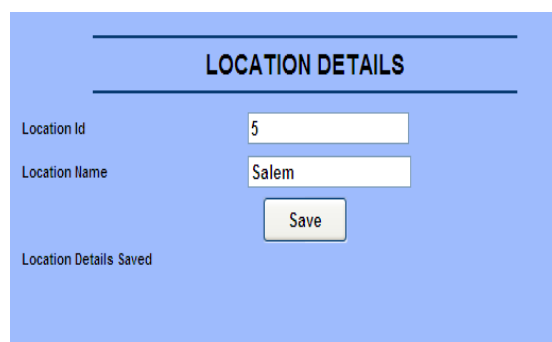 LOCATION DETAILS
Location Id 5
Location Name Salem
Save
Location Details Saved